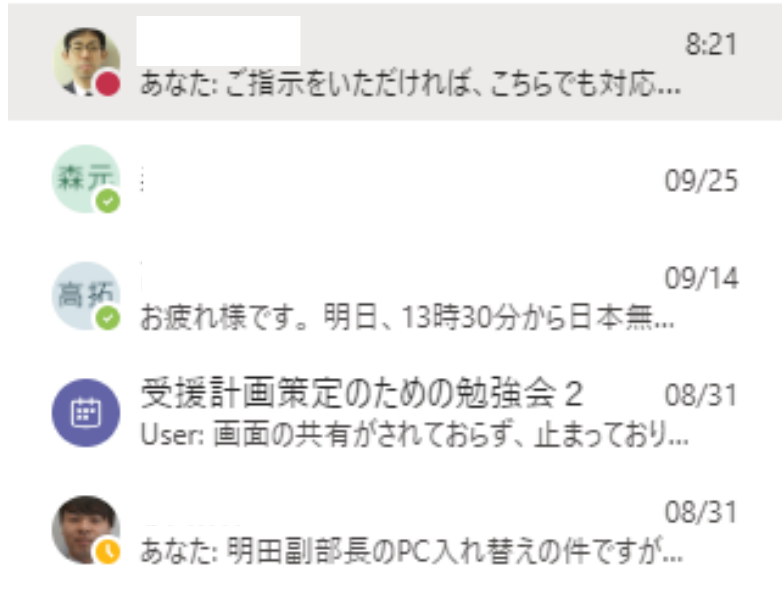 8:21
あなた: ご指示をいただければ、こちらでも対応...
森元
09/25
高拓
09/14
お疲れ様です。明日、13時30分から日本無...
受援計画策定のための勉強会 2
08/31
User: 画面の共有がされておらず、止まっており...
08/31
あなた: 明田副部長のPC入れ替えの件ですが...